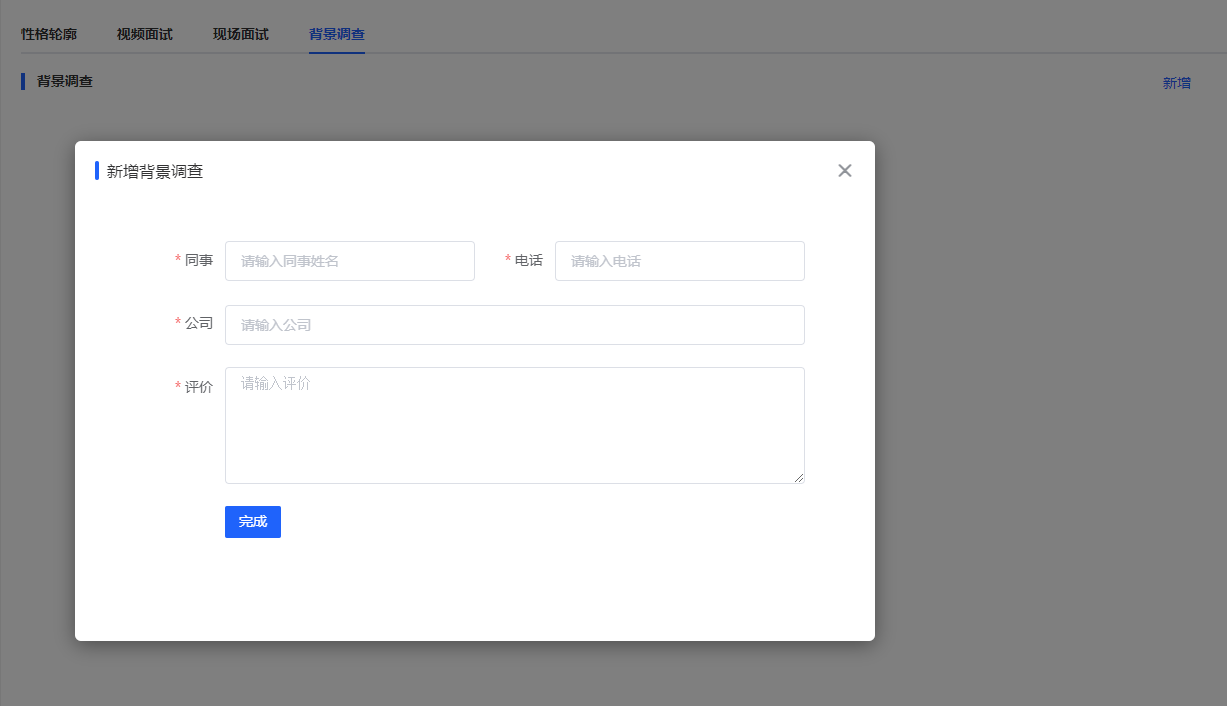 性格轮廓 视频面试 现场面试 背景调查
背景调查 新增
新增背景调查
* 同事 请输入同事姓名 * 电话 请输入电话
* 公司 请输入公司
* 评价 请输入评价
完成